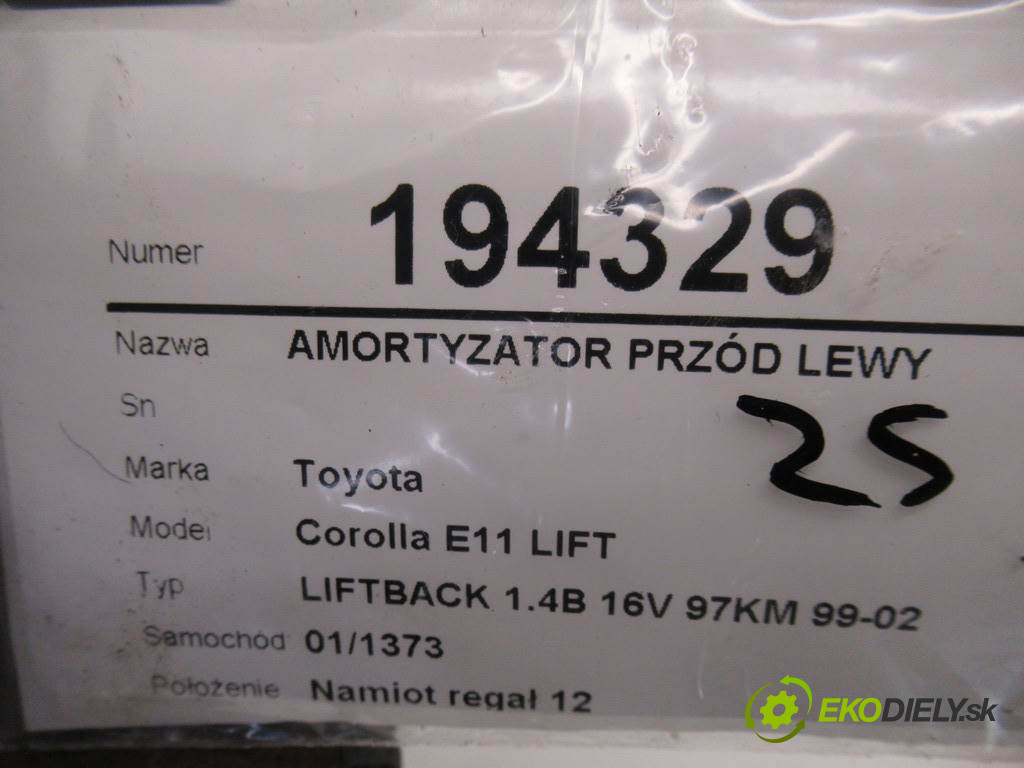 Numer 194329
Nazwa AMORTYZATOR PRZÓD LEWY
Sn
25
Marka Toyota
Model Corolla E11 LIFT
Typ LIFTBACK 1.4B 16V 97KM 99-02
Samochód 01/1373
Położenie Namiot regał 12
EKODIELY.sk